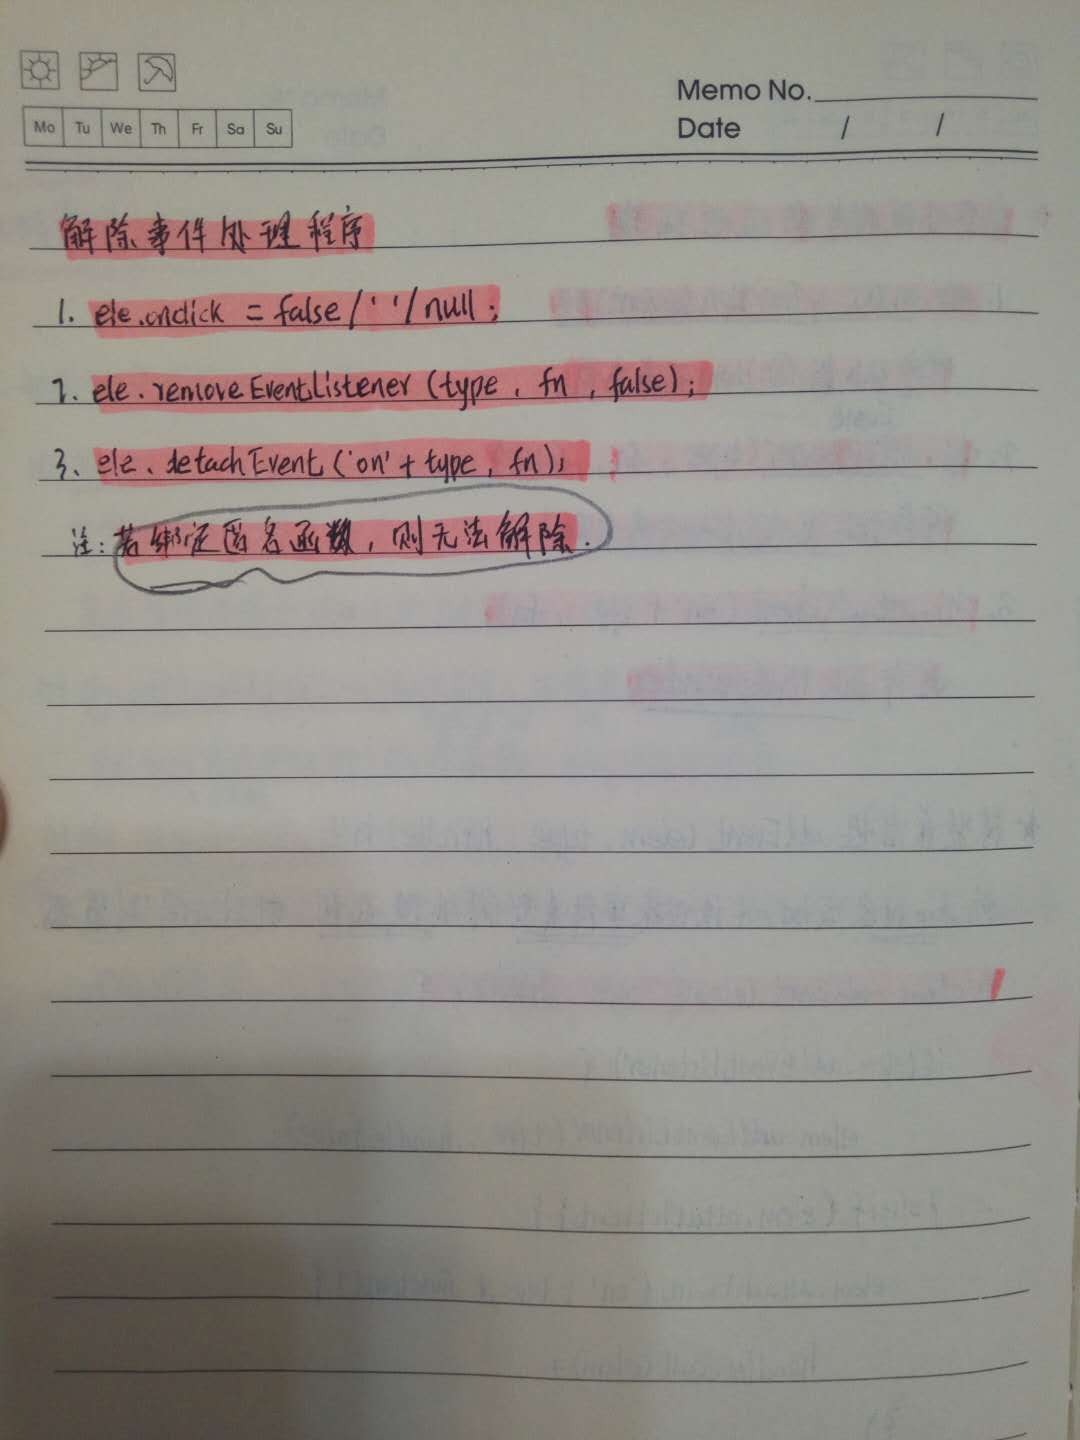 Memo No.
Mo Tu We Th Fr Sa Su
Date / /
解除事件处理程序
1. ele.onclick = false/' '/null;
2. ele.removeEventListener(type, fn, false);
3. ele.detachEvent('on' + type, fn);
注:若绑定匿名函数,则无法解除.